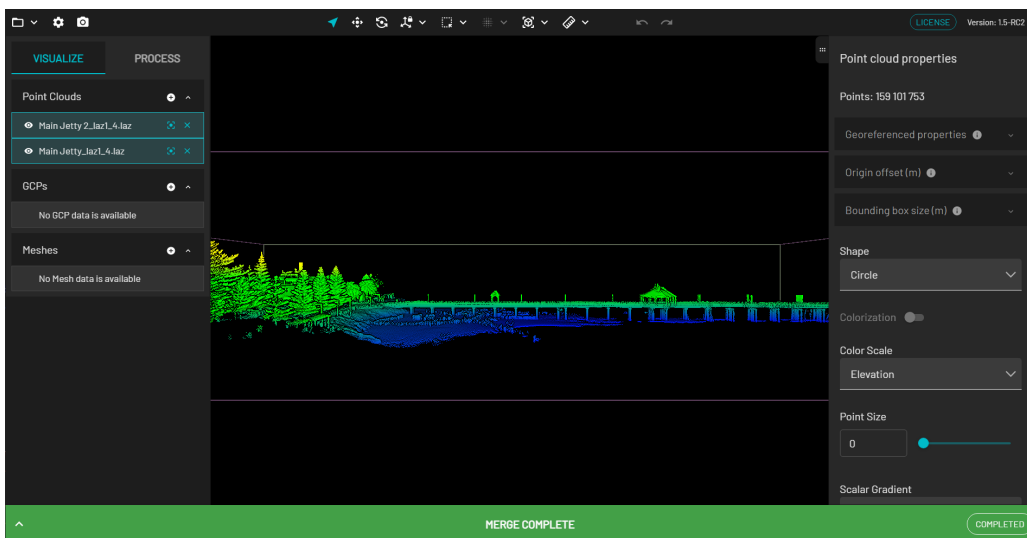 LICENSE
Version: 1.5-RC2
VISUALIZE
PROCESS
Point Clouds
Main Jetty 2_laz1_4.laz
Main Jetty_laz1_4.laz
GCPs
No GCP data is available
Meshes
No Mesh data is available
Point cloud properties
Points: 159 101 753
Georeferenced properties
Origin offset (m)
Bounding box size (m)
Shape
Circle
Colorization
Color Scale
Elevation
Point Size
0
Scalar Gradient
MERGE COMPLETE
COMPLETED